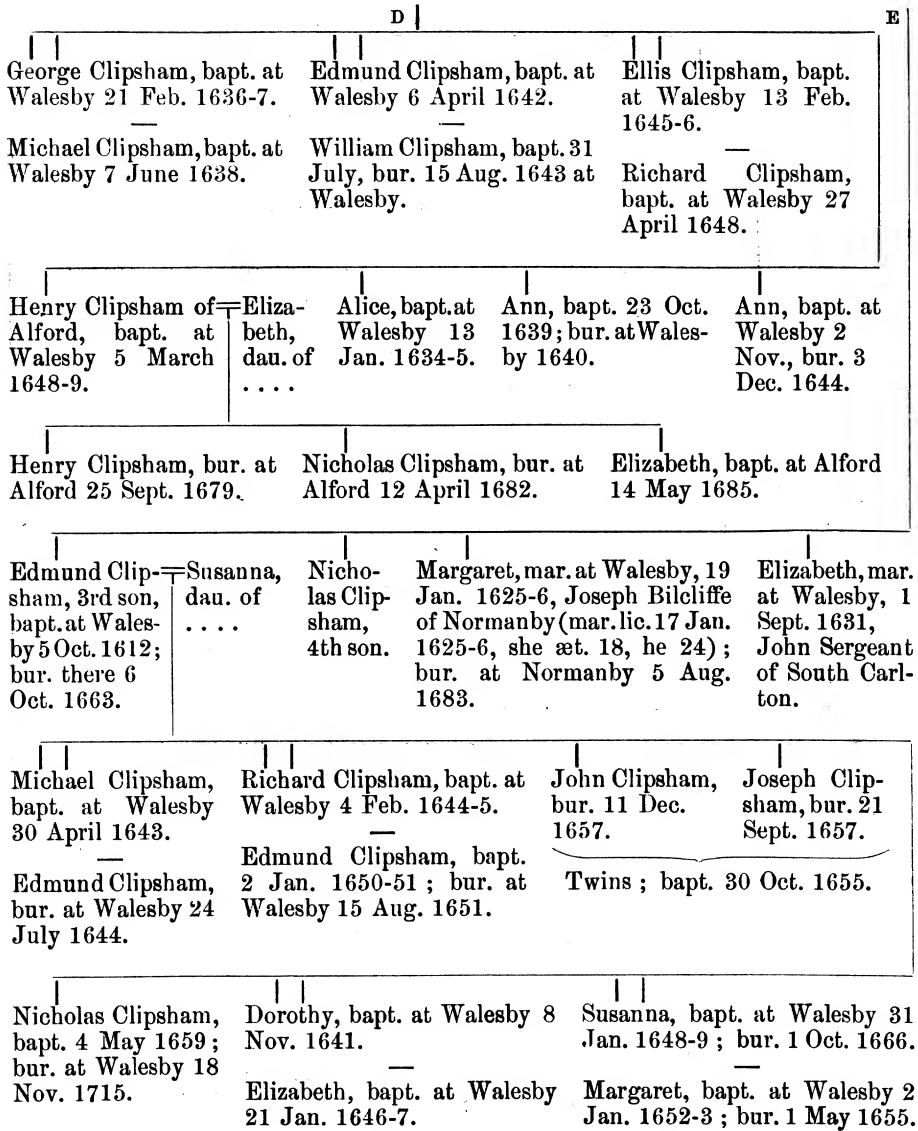 D E
George Clipsham, bapt. at
Walesby 21 Feb. 1636-7.
—
Michael Clipsham, bapt. at
Walesby 7 June 1638.
Edmund Clipsham, bapt. at
Walesby 6 April 1642.
—
William Clipsham, bapt. 31
July, bur. 15 Aug. 1643 at
Walesby.
Ellis Clipsham, bapt.
at Walesby 13 Feb.
1645-6.
—
Richard Clipsham,
bapt. at Walesby 27
April 1648.
Henry Clipsham of
Alford, bapt. at
Walesby 5 March
1648-9.
Eliza-
beth,
dau. of
. . . .
Alice, bapt. at
Walesby 13
Jan. 1634-5.
Ann, bapt. 23 Oct.
1639; bur. at Wales-
by 1640.
Ann, bapt. at
Walesby 2
Nov., bur. 3
Dec. 1644.
Henry Clipsham, bur. at
Alford 25 Sept. 1679.
Nicholas Clipsham, bur. at
Alford 12 April 1682.
Elizabeth, bapt. at Alford
14 May 1685.
Edmund Clip-
sham, 3rd son,
bapt. at Wales-
by 5 Oct. 1612;
bur. there 6
Oct. 1663.
Susanna,
dau. of
. . . .
Nicho-
las Clip-
sham,
4th son.
Margaret, mar. at Walesby, 19
Jan. 1625-6, Joseph Bilcliffe
of Normanby (mar. lic. 17 Jan.
1625-6, she æt. 18, he 24);
bur. at Normanby 5 Aug.
1683.
Elizabeth, mar.
at Walesby, 1
Sept. 1631,
John Sergeant
of South Carl-
ton.
Michael Clipsham,
bapt. at Walesby
30 April 1643.
—
Edmund Clipsham,
bur. at Walesby 24
July 1644.
Richard Clipsham, bapt. at
Walesby 4 Feb. 1644-5.
—
Edmund Clipsham, bapt.
2 Jan. 1650-51; bur. at
Walesby 15 Aug. 1651.
John Clipsham,
bur. 11 Dec.
1657.
Joseph Clip-
sham, bur. 21
Sept. 1657.
Twins; bapt. 30 Oct. 1655.
Nicholas Clipsham,
bapt. 4 May 1659;
bur. at Walesby 18
Nov. 1715.
Dorothy, bapt. at Walesby 8
Nov. 1641.
—
Elizabeth, bapt. at Walesby
21 Jan. 1646-7.
Susanna, bapt. at Walesby 31
Jan. 1648-9; bur. 1 Oct. 1666.
—
Margaret, bapt. at Walesby 2
Jan. 1652-3; bur. 1 May 1655.